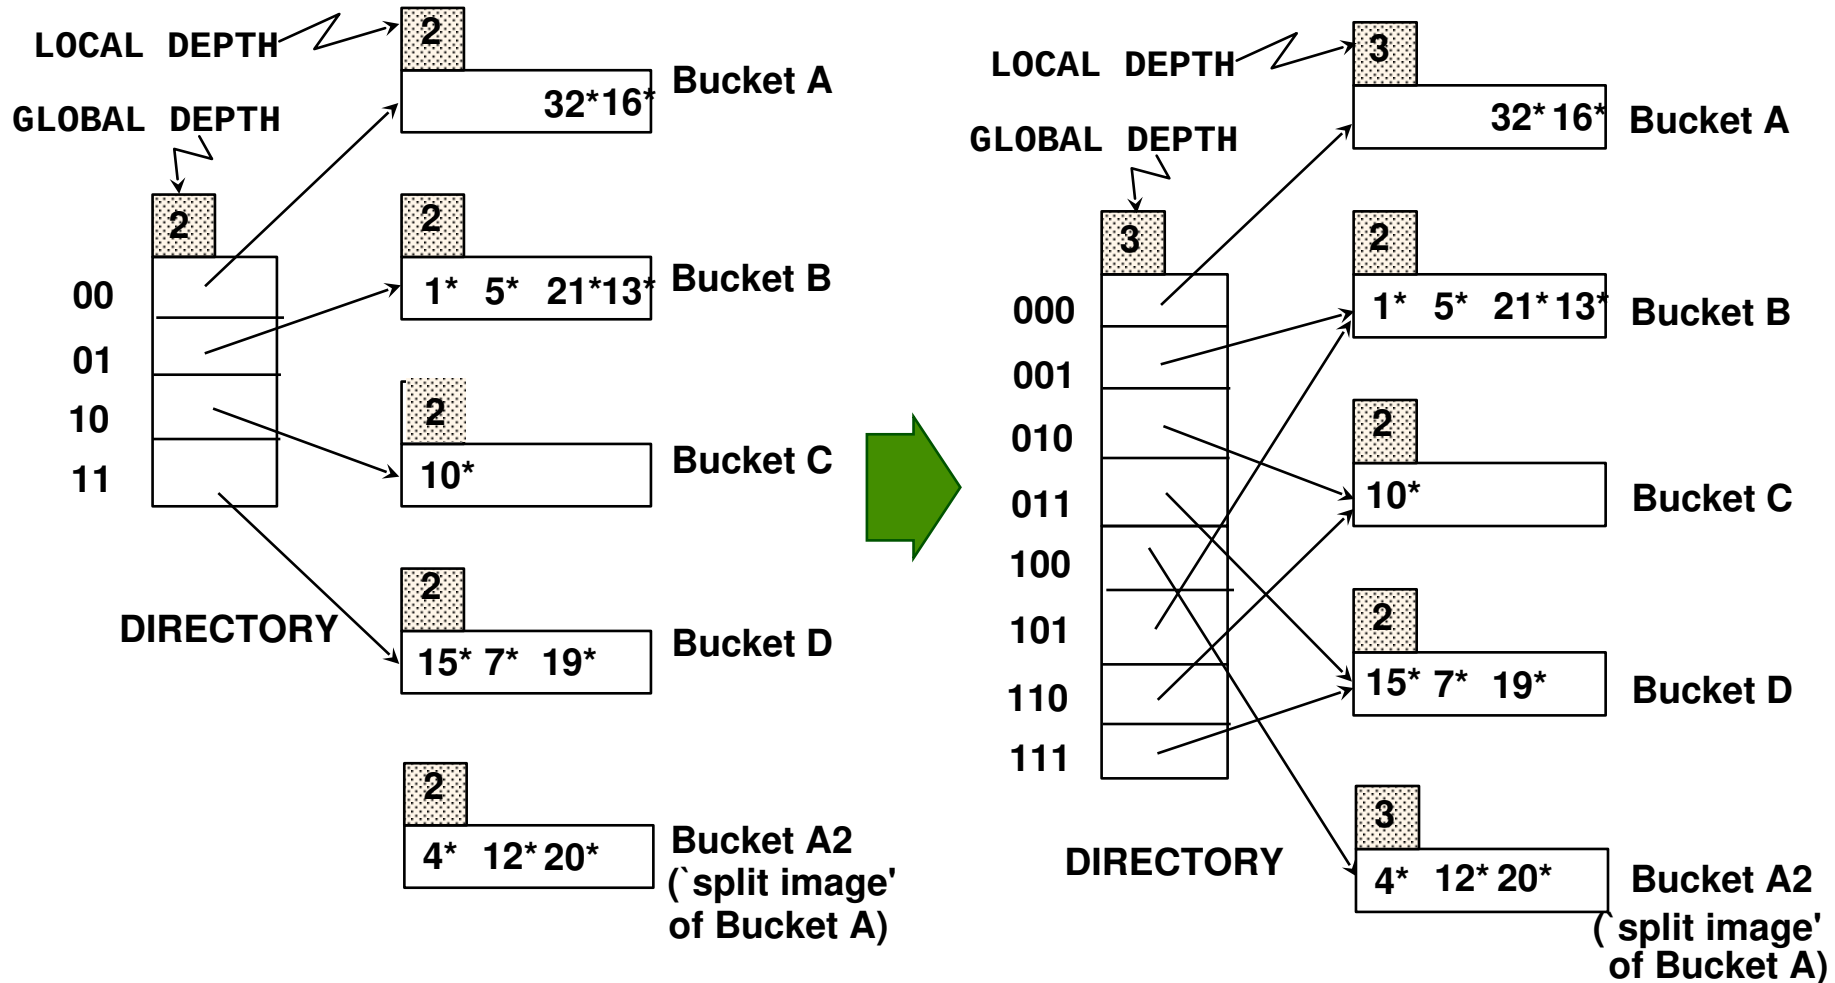 LOCAL DEPTH
2
32* 16*
Bucket A
GLOBAL DEPTH
2
00
01
10
11
2
1* 5* 21* 13*
Bucket B
2
10*
Bucket C
2
15* 7* 19*
Bucket D
DIRECTORY
2
4* 12* 20*
Bucket A2
(`split image'
of Bucket A)
LOCAL DEPTH
3
32* 16*
Bucket A
GLOBAL DEPTH
3
000
001
010
011
100
101
110
111
2
1* 5* 21* 13*
Bucket B
2
10*
Bucket C
2
15* 7* 19*
Bucket D
DIRECTORY
3
4* 12* 20*
Bucket A2
(`split image'
of Bucket A)